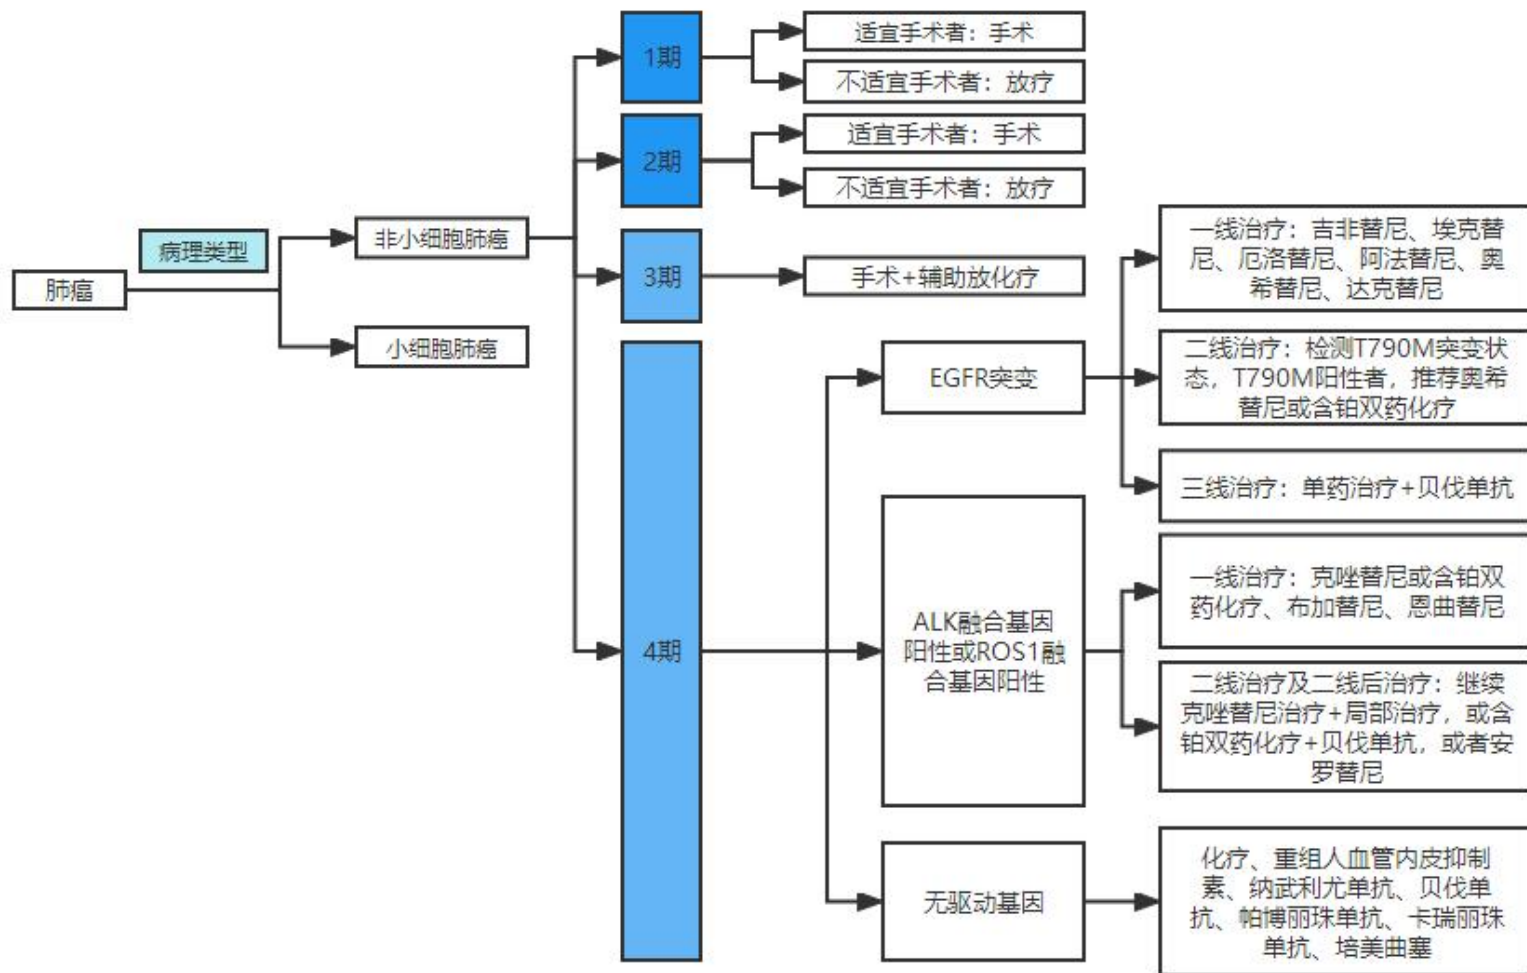 1期
适宜手术者：手术
不适宜手术者：放疗
2期
适宜手术者：手术
不适宜手术者：放疗
肺癌
病理类型
非小细胞肺癌
小细胞肺癌
3期
手术+辅助放化疗
4期
EGFR突变
一线治疗：吉非替尼、埃克替
尼、厄洛替尼、阿法替尼、奥
希替尼、达克替尼
二线治疗：检测T790M突变状
态，T790M阳性者，推荐奥希
替尼或含铂双药化疗
三线治疗：单药治疗+贝伐单抗
ALK融合基因
阳性或ROS1融
合基因阳性
一线治疗：克唑替尼或含铂双
药化疗、布加替尼、恩曲替尼
二线治疗及二线后治疗：继续
克唑替尼治疗+局部治疗，或含
铂双药化疗+贝伐单抗，或者安
罗替尼
无驱动基因
化疗、重组人血管内皮抑制
素、纳武利尤单抗、贝伐单
抗、帕博丽珠单抗、卡瑞丽珠
单抗、培美曲塞